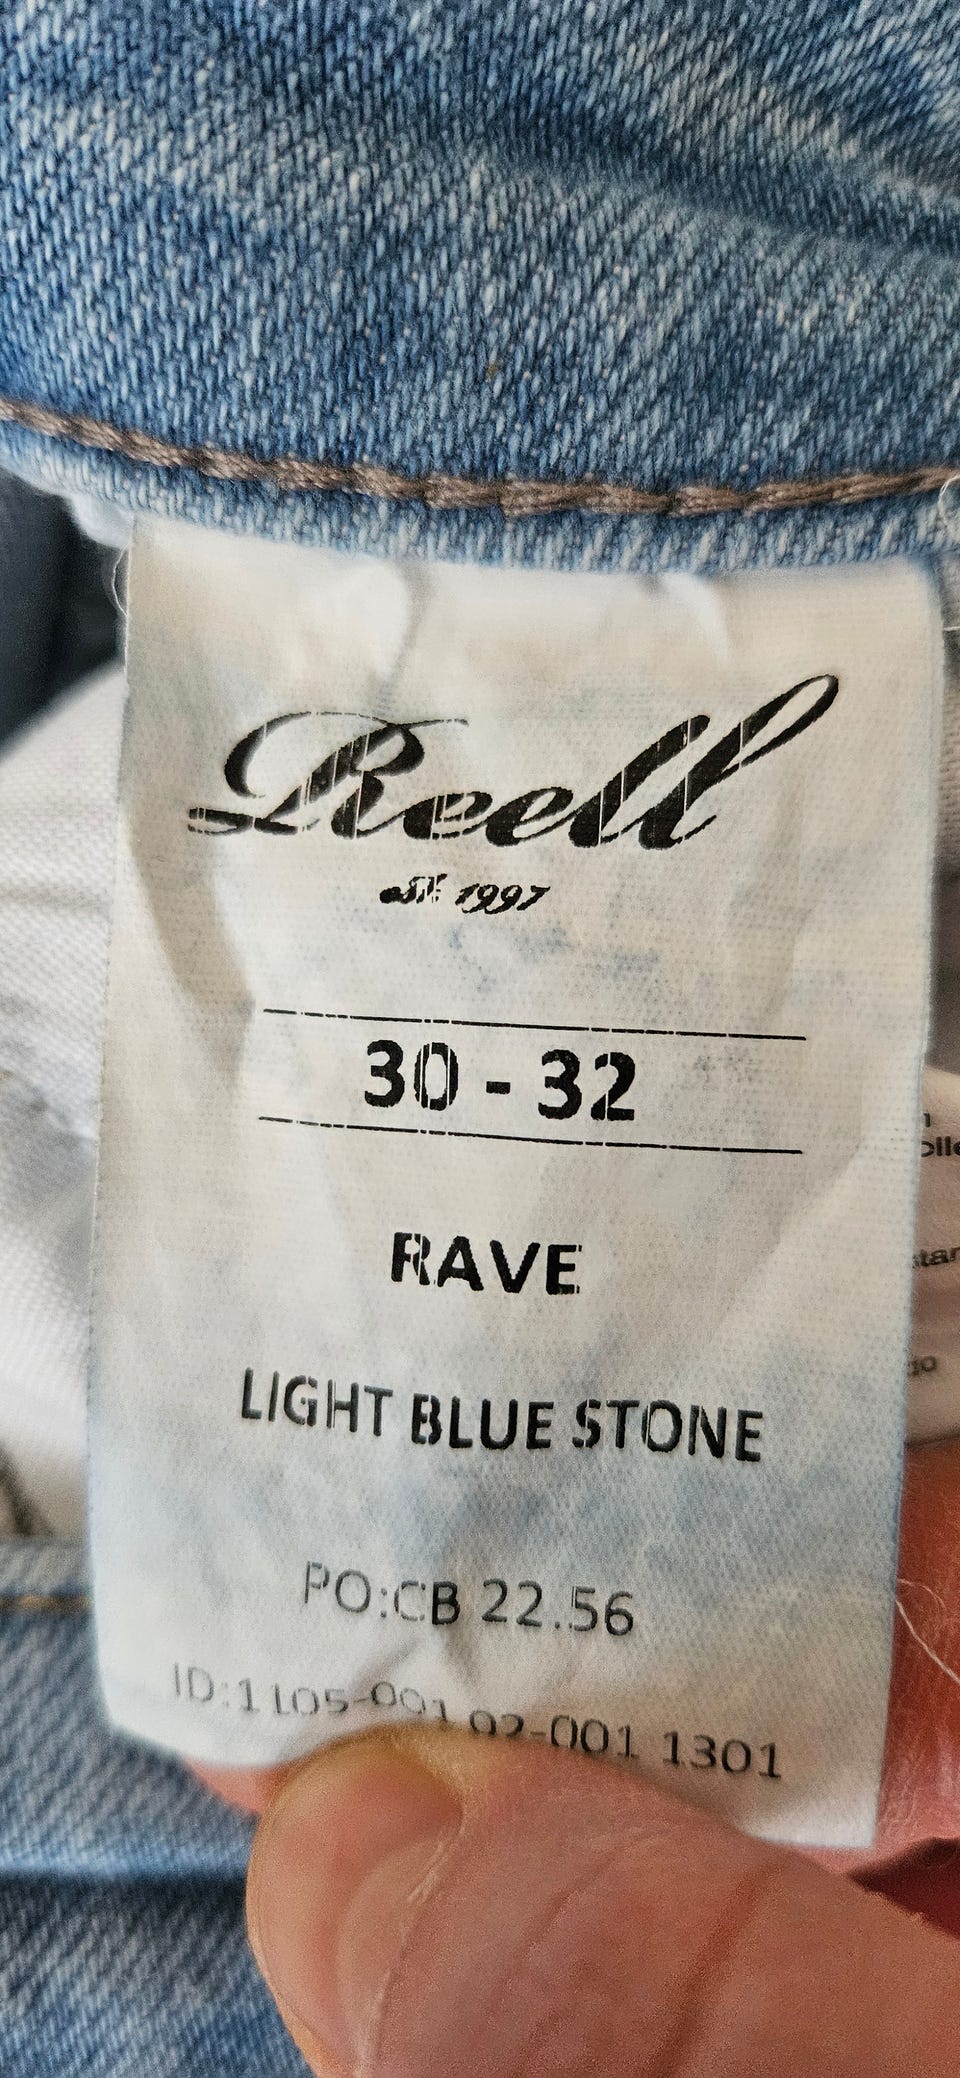 Reell
EST. 1997
30 - 32
RAVE
LIGHT BLUE STONE
PO:CB 22.56
ID:1105-001 02-001 1301